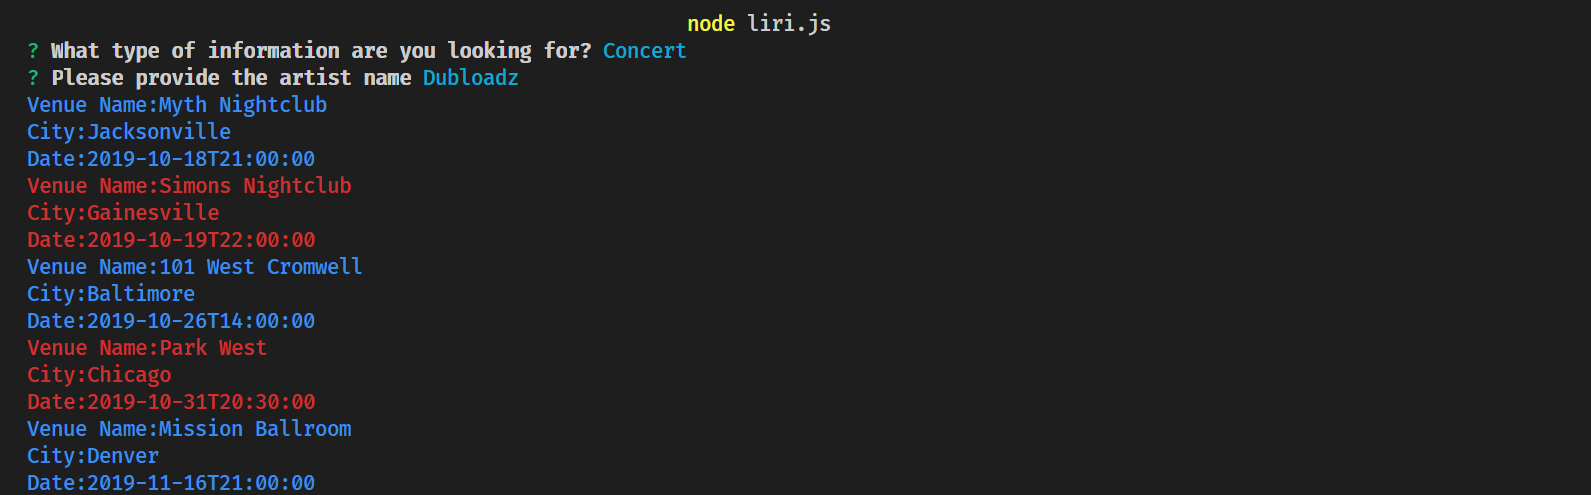 node liri.js
? What type of information are you looking for? Concert
? Please provide the artist name Dubloadz
Venue Name:Myth Nightclub
City:Jacksonville
Date:2019-10-18T21:00:00
Venue Name:Simons Nightclub
City:Gainesville
Date:2019-10-19T22:00:00
Venue Name:101 West Cromwell
City:Baltimore
Date:2019-10-26T14:00:00
Venue Name:Park West
City:Chicago
Date:2019-10-31T20:30:00
Venue Name:Mission Ballroom
City:Denver
Date:2019-11-16T21:00:00